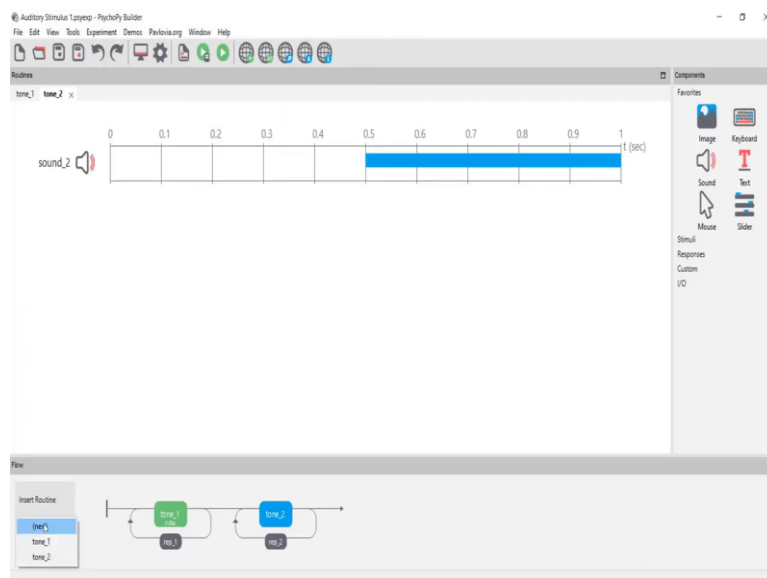 Auditory Stimulus 1.psyexp - PsychoPy Builder
File Edit View Tools Experiment Demos Pavlovia.org Window Help
Routines
Components
tone_1 tone_2 x
Favorites
0 0.1 0.2 0.3 0.4 0.5 0.6 0.7 0.8 0.9 1
t (sec)
sound_2
Image Keyboard
Sound Text
Mouse Slider
Stimuli
Responses
Custom
I/O
Flow
Insert Routine
tone_1
tone_2
tone_1
rep_1
tone_2
rep_2